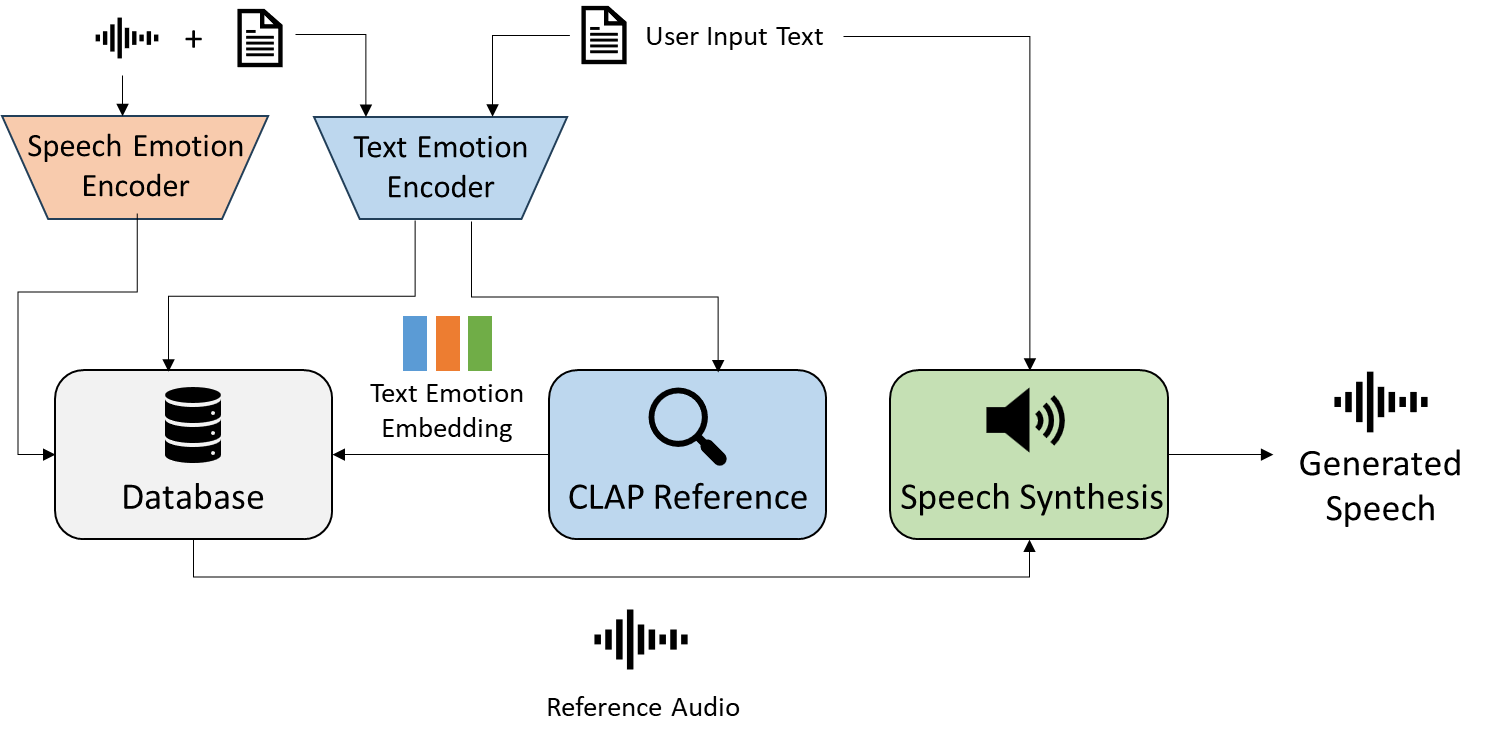 +
User Input Text
Speech Emotion
Encoder
Text Emotion
Encoder
Text Emotion
Embedding
Database
CLAP Reference
Speech Synthesis
Generated
Speech
Reference Audio